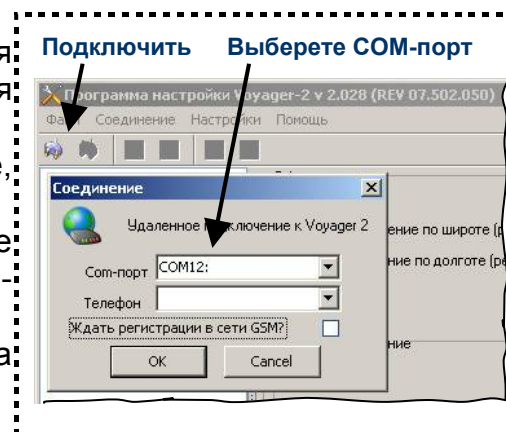 Подключить Выберете COM-порт
я
я
Программа настройки Voyager-2 v 2.028 (REV 07.502.050)
Соединение Настройки Помощь
е,
Соединение
Удаленное подключение к Voyager 2
ение по широте (р
е
-
Com-порт COM12:
ние по долготе (ре
Телефон
Ждать регистрации в сети GSM?
а
ние
OK Cancel